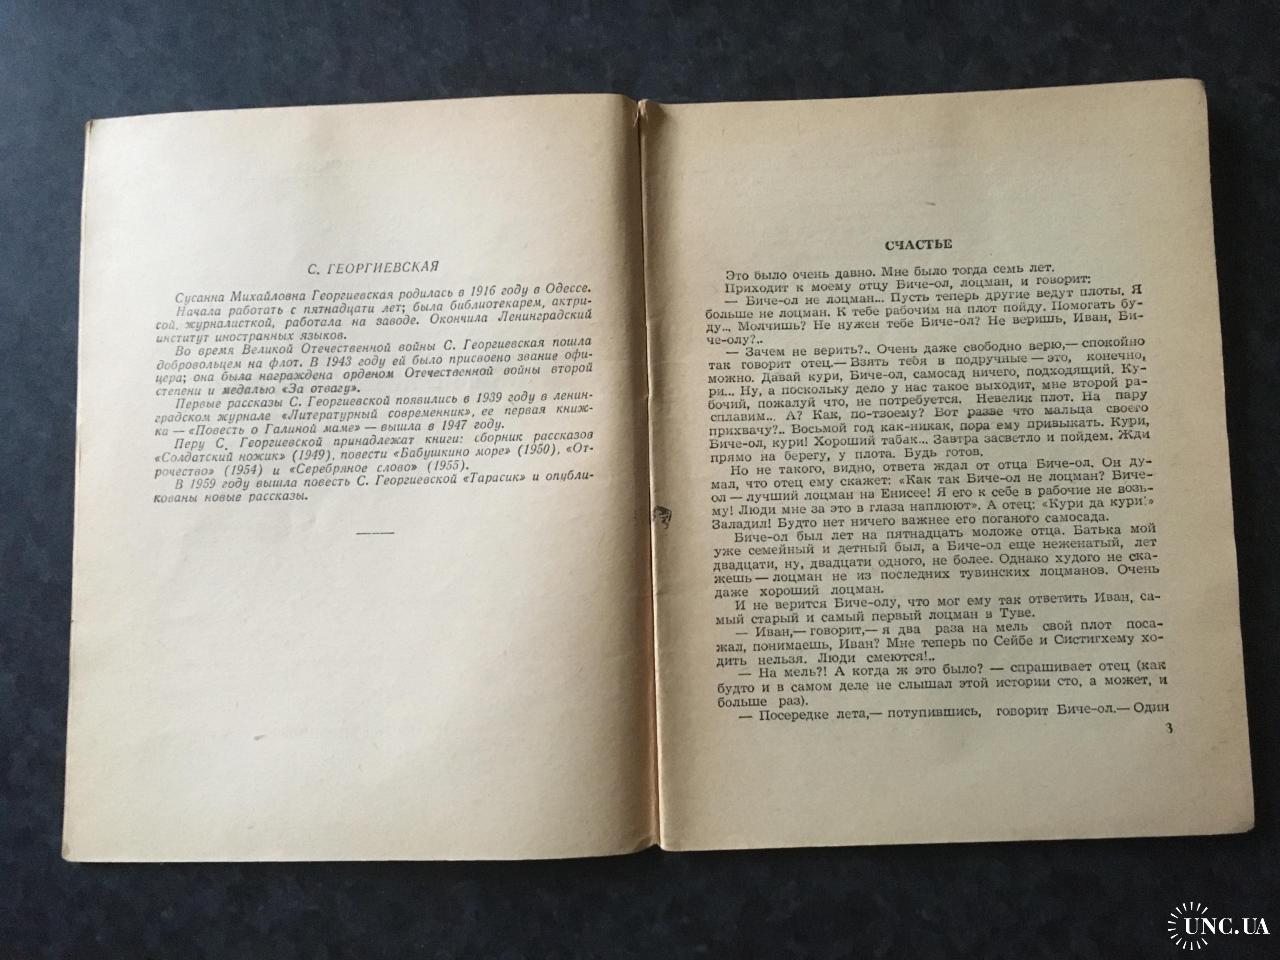 С. ГЕОРГИЕВСКАЯ
Сусанна Михайловна Георгиевская родилась в 1916 году в Одессе.
Начала работать с пятнадцати лет; была библиотекарем, актри-
сой, журналисткой, работала на заводе. Окончила Ленинградский
институт иностранных языков.
Во время Великой Отечественной войны С. Георгиевская пошла
добровольцем на флот. В 1943 году ей было присвоено звание офи-
цера; она была награждена орденом Отечественной войны второй
степени и медалью «За отвагу».
Первые рассказы С. Георгиевской появились в 1939 году в ленин-
градском журнале «Литературный современник», ее первая книж-
ка — «Повесть о Галиной маме» — вышла в 1947 году.
Перу С. Георгиевской принадлежат книги: сборник рассказов
«Солдатский ножик» (1949), повести «Бабушкино море» (1950), «От-
рочество» (1954) и «Серебряное слово» (1955).
В 1959 году вышла повесть С. Георгиевской «Тарасик» и опубли-
кованы новые рассказы.
СЧАСТЬЕ
Это было очень давно. Мне было тогда семь лет.
Приходит к моему отцу Биче-ол, лоцман, и говорит:
— Биче-ол не лоцман... Пусть теперь другие ведут плоты. Я
больше не лоцман. К тебе рабочим на плот пойду. Помогать бу-
ду... Молчишь? Не нужен тебе Биче-ол? Не веришь, Иван, Би-
че-олу?..
— Зачем не верить?.. Очень даже свободно верю,— спокойно
так говорит отец.— Взять тебя в подручные — это, конечно,
можно. Давай кури, Биче-ол, самосад ничего, подходящий. Ку-
ри... Ну, а поскольку дело у нас такое выходит, мне второй ра-
бочий, пожалуй что, не потребуется. Невелик плот. На пару
сплавим... А? Как, по-твоему? Вот разве что мальца своего
прихвачу?.. Восьмой год как-никак, пора ему привыкать. Кури,
Биче-ол, кури! Хороший табак... Завтра засветло и пойдем. Жди
прямо на берегу, у плота. Будь готов.
Но не такого, видно, ответа ждал от отца Биче-ол. Он ду-
мал, что отец ему скажет: «Как так Биче-ол не лоцман? Биче-
ол — лучший лоцман на Енисее! Я его к себе в рабочие не возь-
му! Люди мне за это в глаза наплюют». А отец: «Кури да кури!»
Заладил! Будто нет ничего важнее его поганого самосада.
Биче-ол был лет на пятнадцать моложе отца. Батька мой
уже семейный и детный был, а Биче-ол еще неженатый, лет
двадцати, ну, двадцати одного, не более. Однако худого не ска-
жешь — лоцман не из последних тувинских лоцманов. Очень
даже хороший лоцман.
И не верится Биче-олу, что мог ему так ответить Иван, са-
мый старый и самый первый лоцман в Туве.
— Иван,— говорит,— я два раза на мель свой плот поса-
жал, понимаешь, Иван? Мне теперь по Сейбе и Систигхему хо-
дить нельзя. Люди смеются!..
— На мель?! А когда ж это было? — спрашивает отец (как
будто и в самом деле не слышал этой истории сто, а может, и
больше раз).
— Посередке лета,— потупившись, говорит Биче-ол.— Один
3
UNC.UA